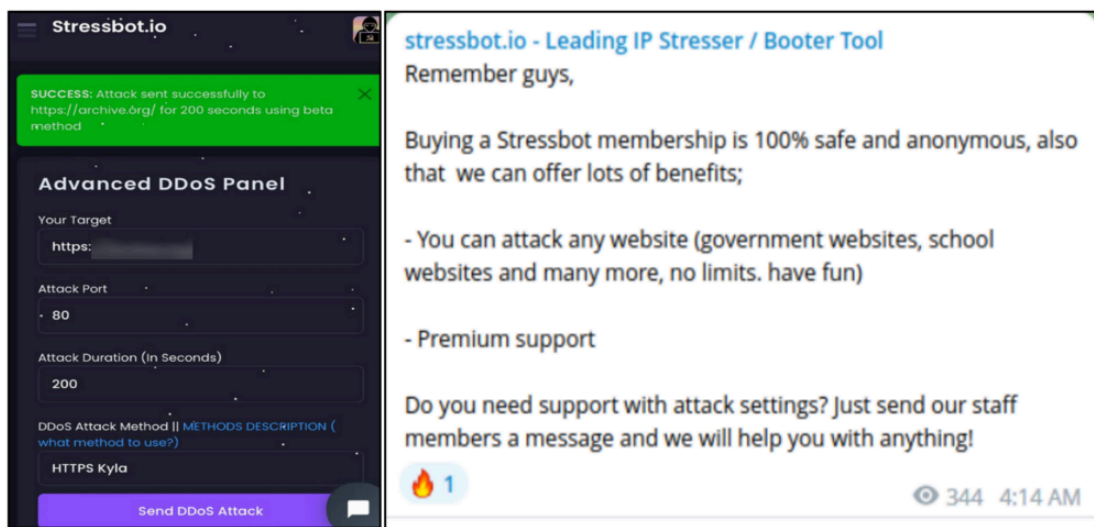 Stressbot.io
SUCCESS: Attack sent successfully to
https://archive.org/ for 200 seconds using beta
method
Advanced DDoS Panel
Your Target
https:
Attack Port
80
Attack Duration (In Seconds)
200
DDoS Attack Method || METHODS DESCRIPTION (
what method to use?)
HTTPS Kyla
Send DDoS Attack
stressbot.io - Leading IP Stresser / Booter Tool
Remember guys,
Buying a Stressbot membership is 100% safe and anonymous, also
that we can offer lots of benefits;
- You can attack any website (government websites, school
websites and many more, no limits. have fun)
- Premium support
Do you need support with attack settings? Just send our staff
members a message and we will help you with anything!
🔥 1
344 4:14 AM